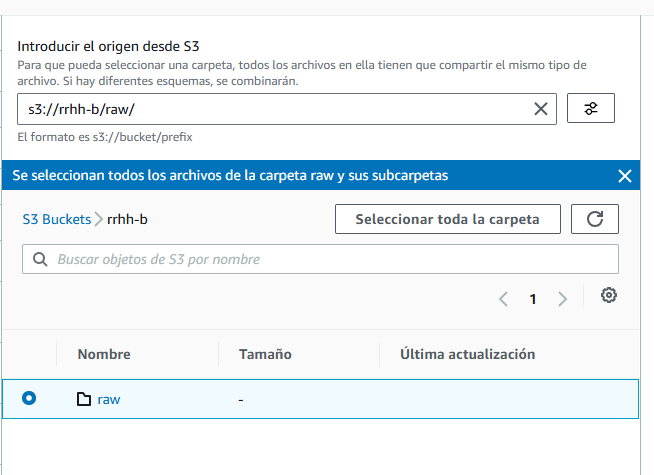 Introducir el origen desde S3
Para que pueda seleccionar una carpeta, todos los archivos en ella tienen que compartir el mismo tipo de
archivo. Si hay diferentes esquemas, se combinarán.
s3://rrhh-b/raw/
El formato es s3://bucket/prefix
Se seleccionan todos los archivos de la carpeta raw y sus subcarpetas
S3 Buckets rrhh-b Seleccionar toda la carpeta
Buscar objetos de S3 por nombre
1
Nombre Tamaño Última actualización
raw -